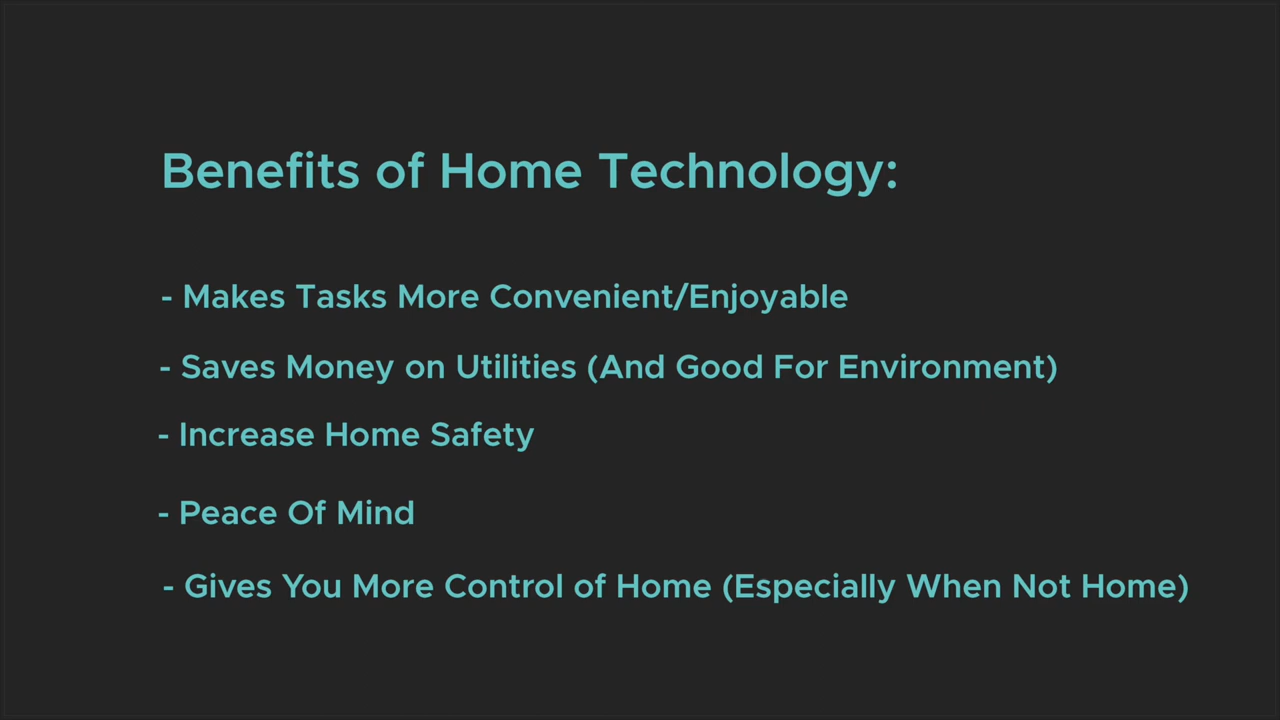 Benefits of Home Technology:
- Makes Tasks More Convenient/Enjoyable
- Saves Money on Utilities (And Good For Environment)
- Increase Home Safety
- Peace Of Mind
- Gives You More Control of Home (Especially When Not Home)